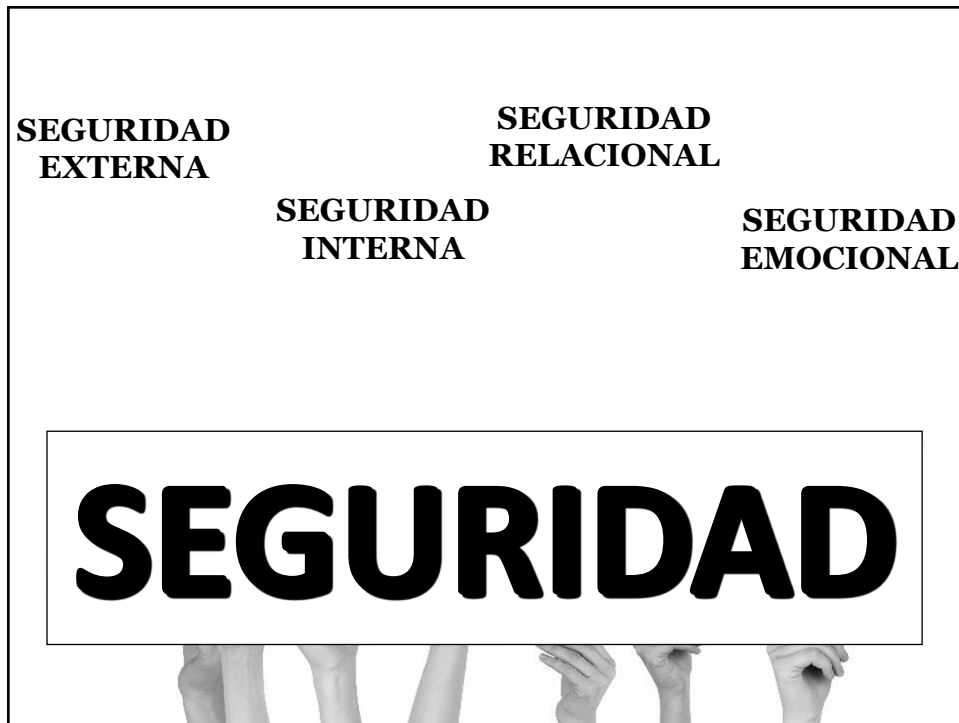 SEGURIDAD
EXTERNA
SEGURIDAD
INTERNA
SEGURIDAD
RELACIONAL
SEGURIDAD
EMOCIONAL
SEGURIDAD